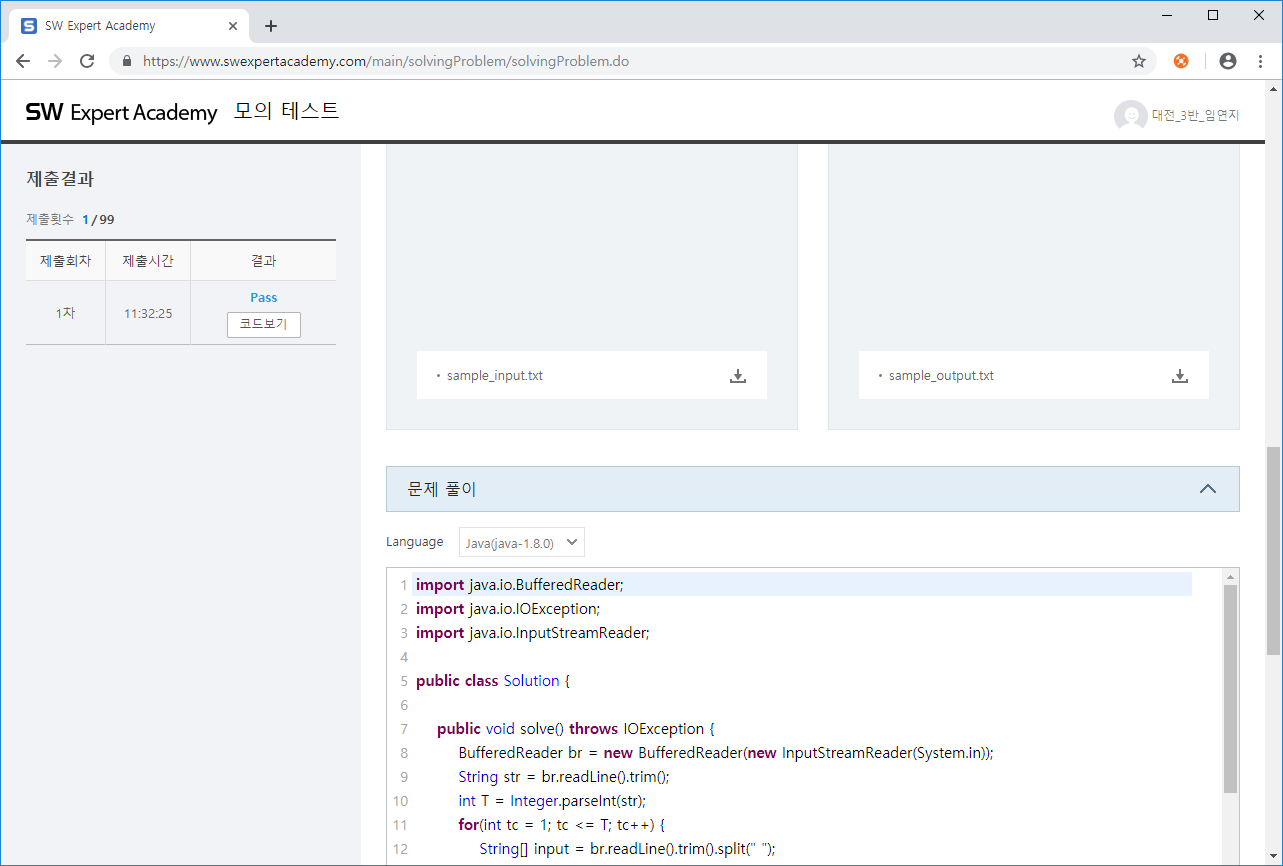 SW Expert Academy
https://www.swexpertacademy.com/main/solvingProblem/solvingProblem.do
SW Expert Academy 모의 테스트
대전_3반_임연지
제출결과
제출횟수 1 / 99
제출회차 제출시간 결과
1차 11:32:25 Pass
코드보기
• sample_input.txt
• sample_output.txt
문제 풀이
Language Java(java-1.8.0)
1 import java.io.BufferedReader;
2 import java.io.IOException;
3 import java.io.InputStreamReader;
4
5 public class Solution {
6
7 public void solve() throws IOException {
8 BufferedReader br = new BufferedReader(new InputStreamReader(System.in));
9 String str = br.readLine().trim();
10 int T = Integer.parseInt(str);
11 for(int tc = 1; tc <= T; tc++) {
12 String[] input = br.readLine().trim().split(" ");